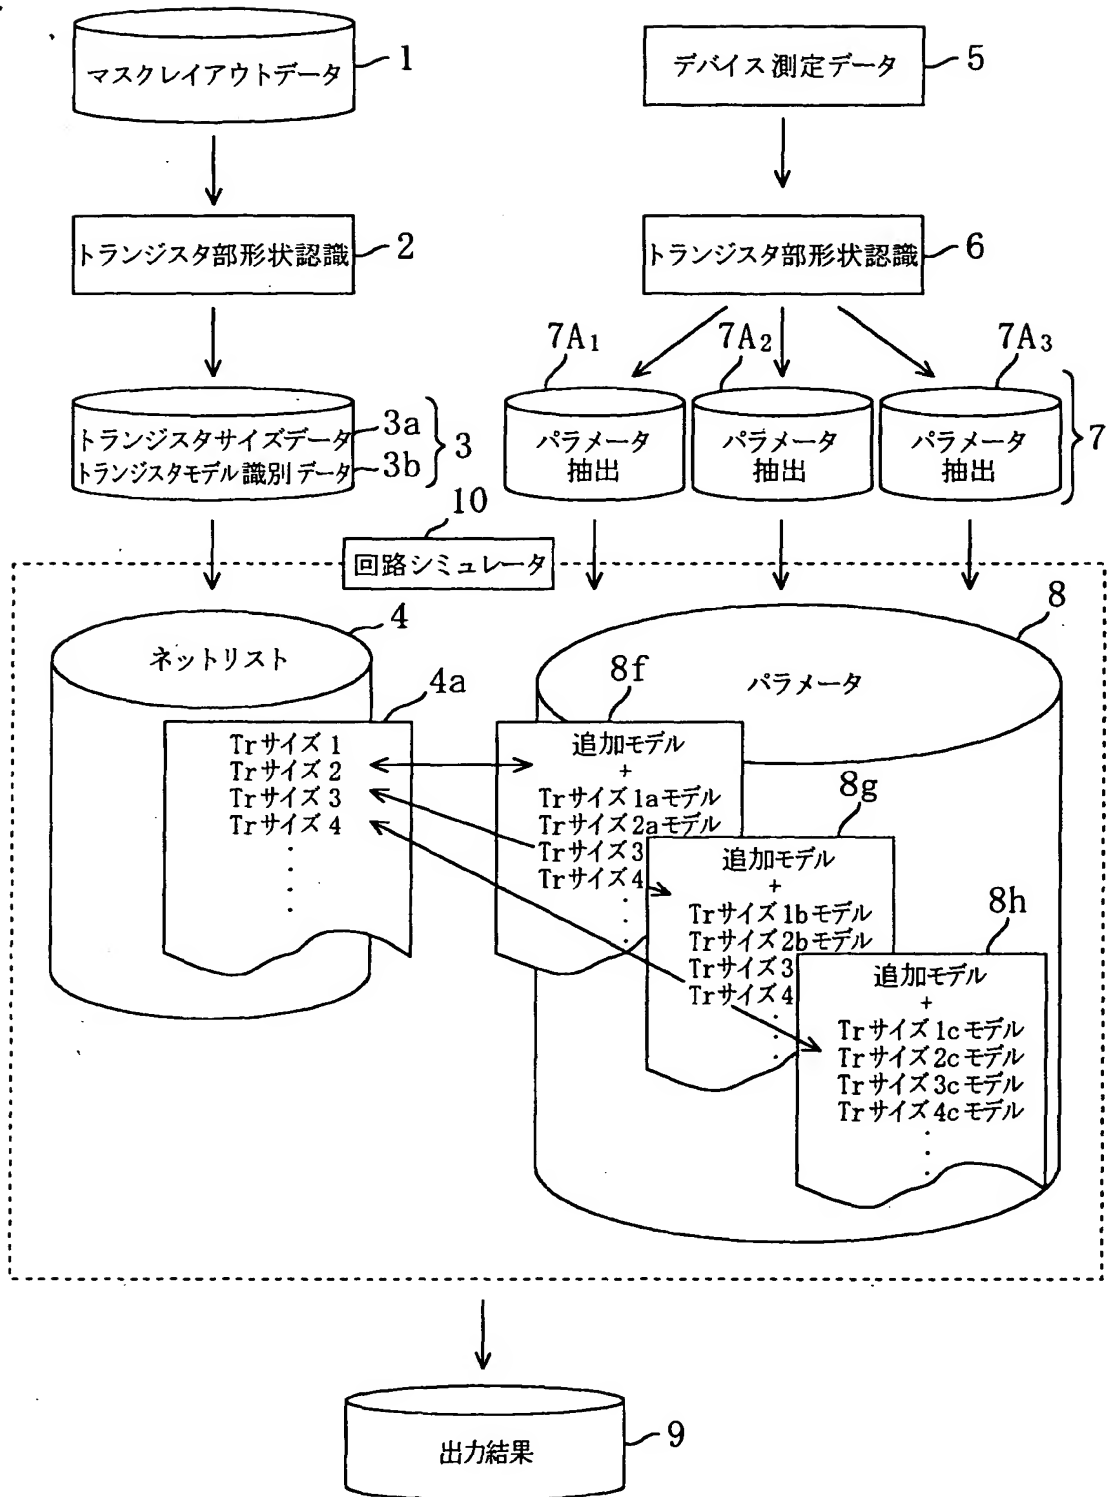 マスクレイアウトデータ
1
デバイス測定データ
5
トランジスタ部形状認識
2
トランジスタ部形状認識
6
7A1
7A2
7A3
トランジスタサイズデータ
3a
トランジスタモデル識別データ
3b
3
パラメータ
抽出
パラメータ
抽出
パラメータ
抽出
7
10
回路シミュレータ
4
ネットリスト
4a
Trサイズ1
Trサイズ2
Trサイズ3
Trサイズ4
8
パラメータ
8f
追加モデル
+
Trサイズ1aモデル
Trサイズ2aモデル
Trサイズ3
Trサイズ4
8g
追加モデル
+
Trサイズ1bモデル
Trサイズ2bモデル
Trサイズ3
Trサイズ4
8h
追加モデル
+
Trサイズ1cモデル
Trサイズ2cモデル
Trサイズ3cモデル
Trサイズ4cモデル
出力結果
9